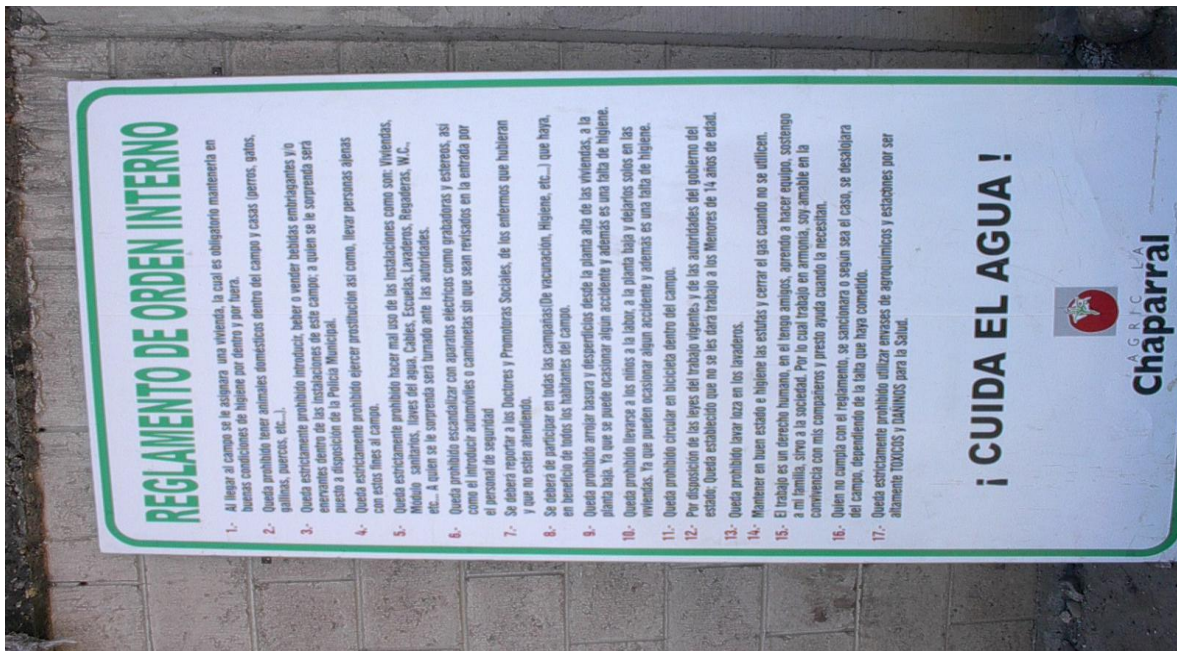 REGLAMENTO DE ORDEN INTERNO
1.- Al llegar al campo se le asignara una vivienda, la cual es obligatorio mantenerla en
buenas condiciones de higiene por dentro y por fuera.
2.- Queda prohibido tener animales domésticos dentro del campo y casas (perros, gatos,
gallinas, puercos, etc...).
3.- Queda estrictamente prohibido introducir, beber o vender bebidas embriagantes y/o
enervantes dentro de las instalaciones de este campo; a quien se le sorprenda será
puesto a disposición de la Policía Municipal.
4.- Queda estrictamente prohibido ejercer prostitución así como, llevar personas ajenas
con estos fines al campo.
5.- Queda estrictamente prohibido hacer mal uso de las instalaciones como son: Viviendas,
Módulo sanitarios, llaves del agua, Cables, Escuelas, Lavaderos, Regaderas, W.C.,
etc... A quien se le sorprenda será turnado ante las autoridades.
6.- Queda prohibido escandalizar con aparatos eléctricos como grabadoras y estereos, así
como el introducir automóviles o camionetas sin que sean revisados en la entrada por
el personal de seguridad
7.- Se deberá reportar a los Doctores y Promotoras Sociales, de los enfermos que hubieran
y que no estén atendiendo.
8.- Se deberá de participar en todas las campañas(De vacunación, Higiene, etc...) que haya,
en beneficio de todos los habitantes del campo.
9.- Queda prohibido arrojar basura y desperdicios desde la planta alta de las viviendas, a la
planta baja. Ya que se puede ocasionar algún accidente y además es una falta de higiene.
10.- Queda prohibido llevarse a los niños a la labor, a la planta baja y dejarlos solos en las
viviendas. Ya que pueden ocasionar algun accidente y además es una falta de higiene.
11.- Queda prohibido circular en bicicleta dentro del campo.
12.- Por disposición de las leyes del trabajo vigente, y de las autoridades del gobierno del
estado; Queda establecido que no se les dará trabajo a los Menores de 14 años de edad.
13.- Queda prohibido lavar loza en los lavaderos.
14.- Mantener en buen estado e higiene las estufas y cerrar el gas cuando no se utilicen.
15.- El trabajo es un derecho humano, en el tengo amigos, aprendo a hacer equipo, sostengo
a mi familia, sirvo a la sociedad. Por lo cual trabajo en armonía, soy amable en la
convivencia con mis compañeros y presto ayuda cuando la necesitan.
16.- Quien no cumpla con el reglamento, se sancionara o según sea el caso, se desalojara
del campo, dependiendo de la falta que haya cometido.
17.- Queda estrictamente prohibido utilizar envases de agroquímicos y estaciones por ser
altamente TOXICOS y DANINOS para la Salud.
¡ CUIDA EL AGUA !
AGRICOLA
Chaparral